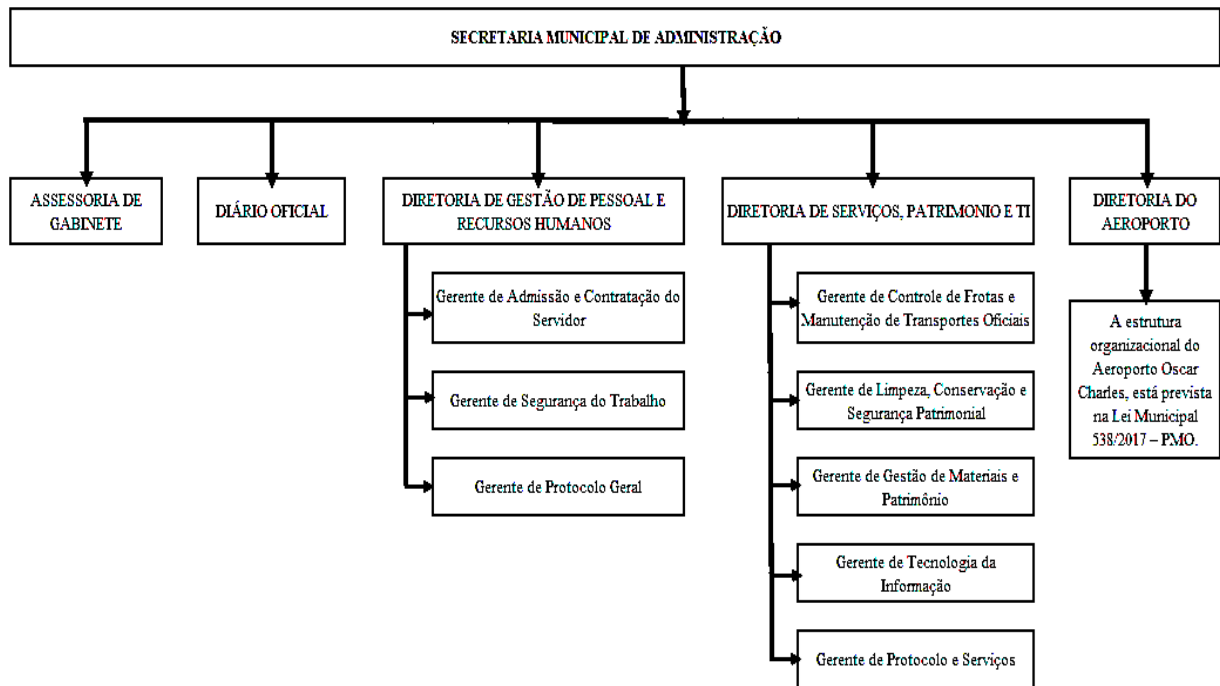 SECRETARIA MUNICIPAL DE ADMINISTRAÇÃO
ASSESSORIA DE
GABINETE
DIÁRIO OFICIAL
DIRETORIA DE GESTÃO DE PESSOAL E
RECURSOS HUMANOS
DIRETORIA DE SERVIÇOS, PATRIMONIO E TI
DIRETORIA DO
AEROPORTO
Gerente de Admissão e Contratação do
Servidor
Gerente de Segurança do Trabalho
Gerente de Protocolo Geral
Gerente de Controle de Frotas e
Manutenção de Transportes Oficiais
Gerente de Limpeza, Conservação e
Segurança Patrimonial
Gerente de Gestão de Materiais e
Patrimônio
Gerente de Tecnologia da
Informação
Gerente de Protocolo e Serviços
A estrutura
organizacional do
Aeroporto Oscar
Charles, está prevista
na Lei Municipal
538/2017 – PMO.